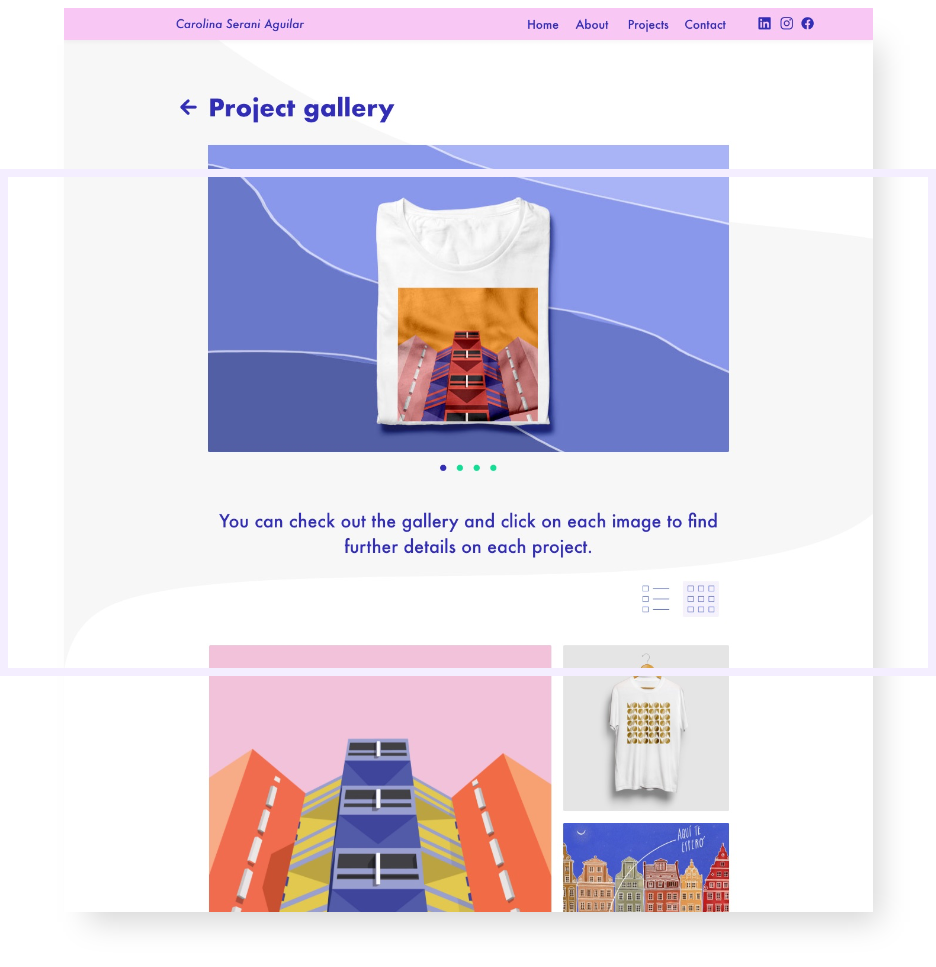 Carolina Serani Aguilar
Home About Projects Contact
Project gallery
You can check out the gallery and click on each image to find
further details on each project.
AQUÍ TE
ESPERO